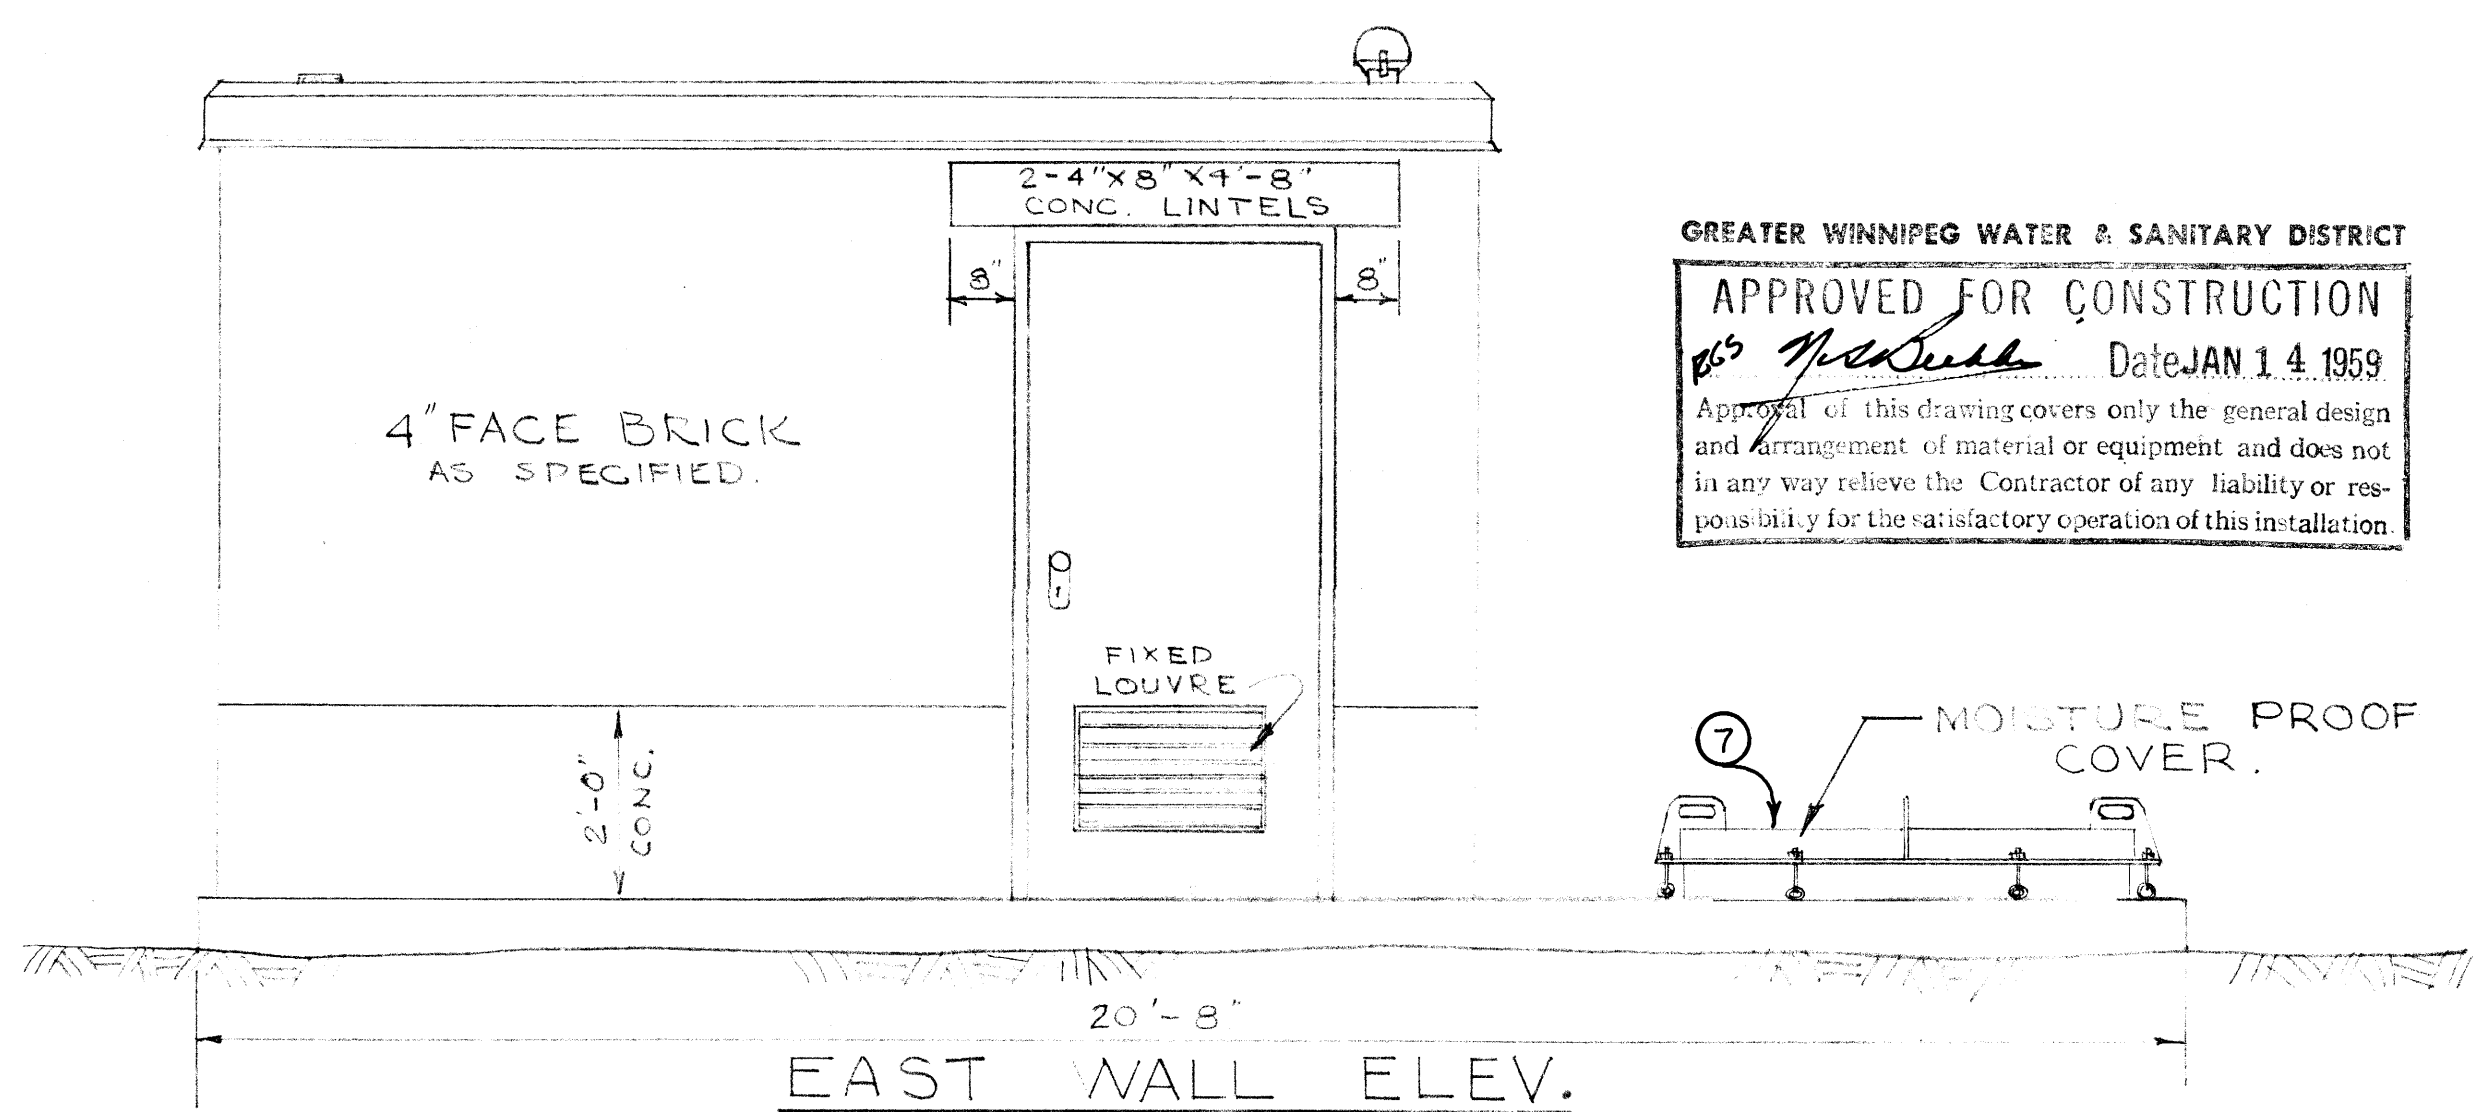 2-4"X8"X4'-8"
CONC. LINTELS
8"
8"
4" FACE BRICK
AS SPECIFIED.
FIXED
LOUVRE
2'-0"
CONC.
20'-8"
EAST WALL ELEV.
GREATER WINNIPEG WATER & SANITARY DISTRICT
APPROVED FOR CONSTRUCTION
Date JAN 14 1959
Approval of this drawing covers only the general design
and arrangement of material or equipment and does not
in any way relieve the Contractor of any liability or res-
ponsibility for the satisfactory operation of this installation.
7
MOISTURE PROOF
COVER.